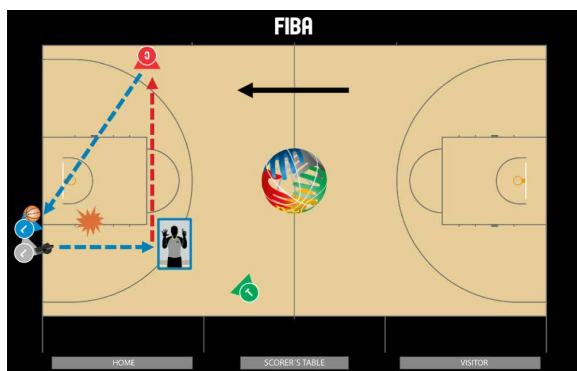 FIBA
C
L
L
T
HOME
SCORER'S TABLE
VISITOR